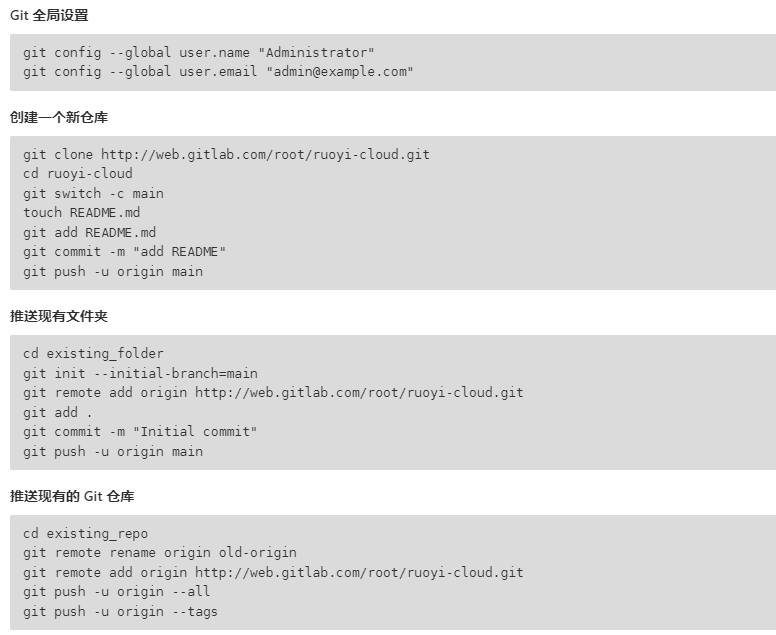 Git 全局设置
git config --global user.name "Administrator"
git config --global user.email "admin@example.com"
创建一个新仓库
git clone http://web.gitlab.com/root/ruoyi-cloud.git
cd ruoyi-cloud
git switch -c main
touch README.md
git add README.md
git commit -m "add README"
git push -u origin main
推送现有文件夹
cd existing_folder
git init --initial-branch=main
git remote add origin http://web.gitlab.com/root/ruoyi-cloud.git
git add .
git commit -m "Initial commit"
git push -u origin main
推送现有的 Git 仓库
cd existing_repo
git remote rename origin old-origin
git remote add origin http://web.gitlab.com/root/ruoyi-cloud.git
git push -u origin --all
git push -u origin --tags